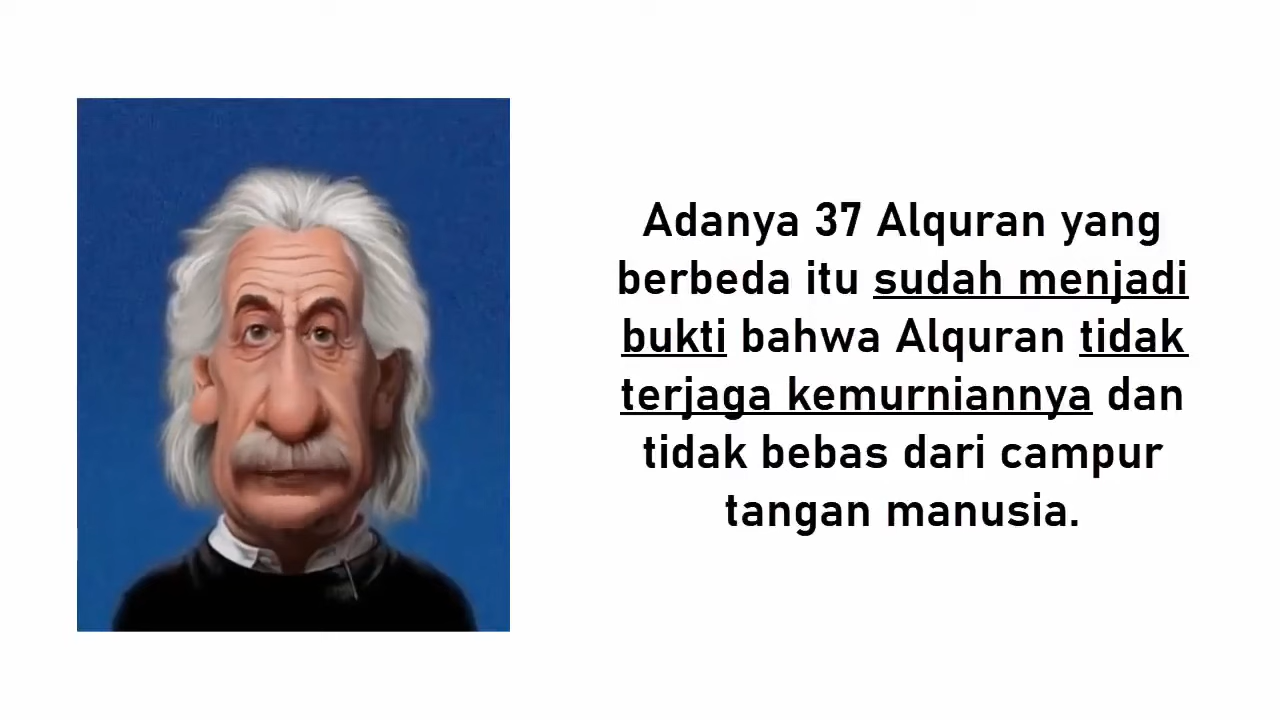 Adanya 37 Alquran yang
berbeda itu sudah menjadi
bukti bahwa Alquran tidak
terjaga kemurniannya dan
tidak bebas dari campur
tangan manusia.